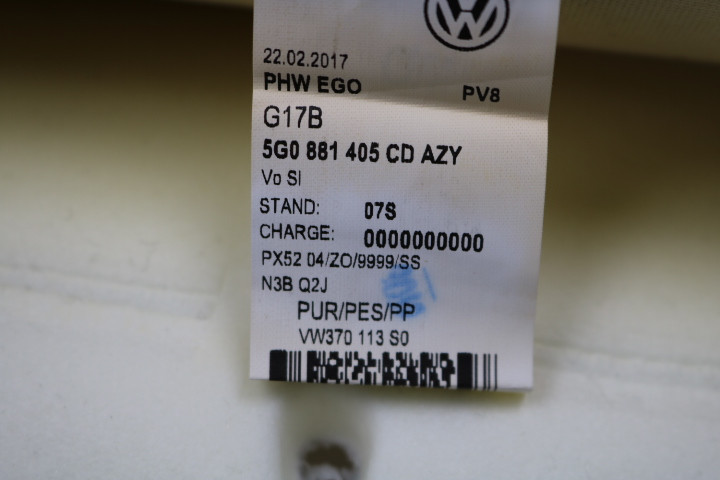 22.02.2017
PHW EGO PV8
G17B
5G0 881 405 CD AZY
Vo SI
STAND: 07S
CHARGE: 0000000000
PX52 04/ZO/9999/SS
N3B Q2J
PUR/PES/PP
VW370 113 S0